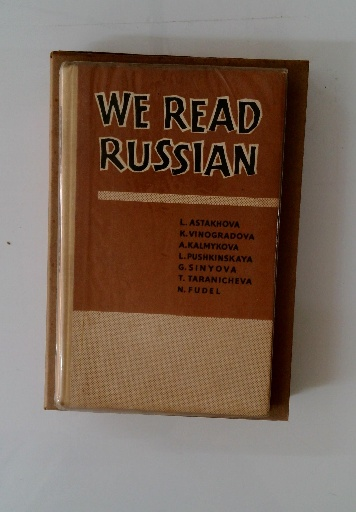 WE READ
RUSSIAN
L. ASTAKHOVA
K. VINOGRADOVA
A. KALMYKOVA
L. PUSHKINSKAYA
G. SINYOVA
T. TARANICHEVA
N. FUDEL